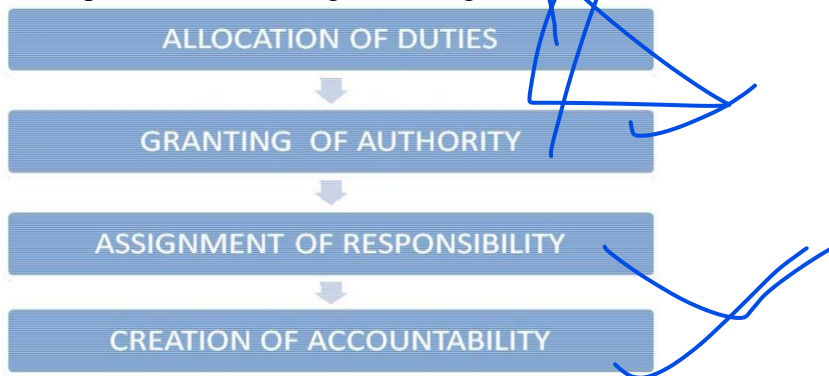 ALLOCATION OF DUTIES
GRANTING OF AUTHORITY
ASSIGNMENT OF RESPONSIBILITY
CREATION OF ACCOUNTABILITY